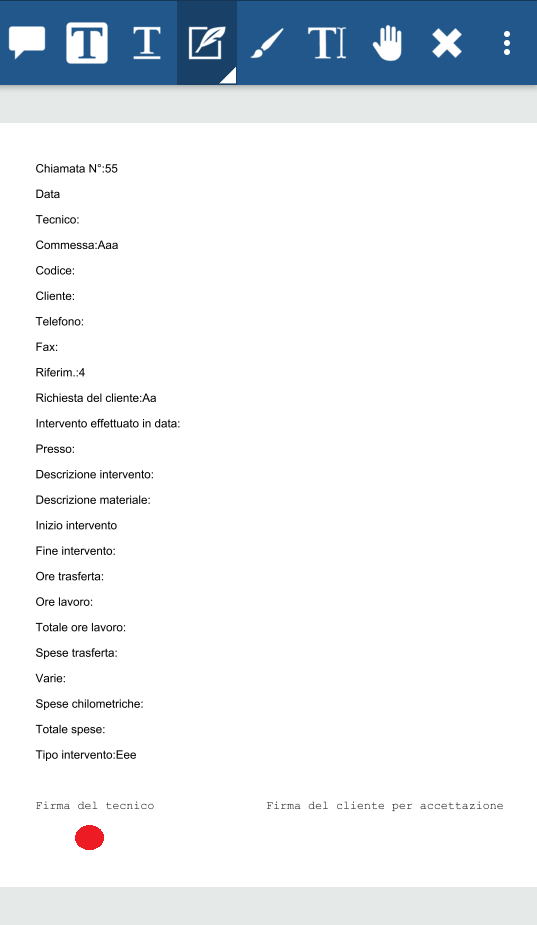 Chiamata N°:55
Data
Tecnico:
Commessa:Aaa
Codice:
Cliente:
Telefono:
Fax:
Riferim.:4
Richiesta del cliente:Aa
Intervento effettuato in data:
Presso:
Descrizione intervento:
Descrizione materiale:
Inizio intervento
Fine intervento:
Ore trasferta:
Ore lavoro:
Totale ore lavoro:
Spese trasferta:
Varie:
Spese chilometriche:
Totale spese:
Tipo intervento:Eee
Firma del tecnico Firma del cliente per accettazione